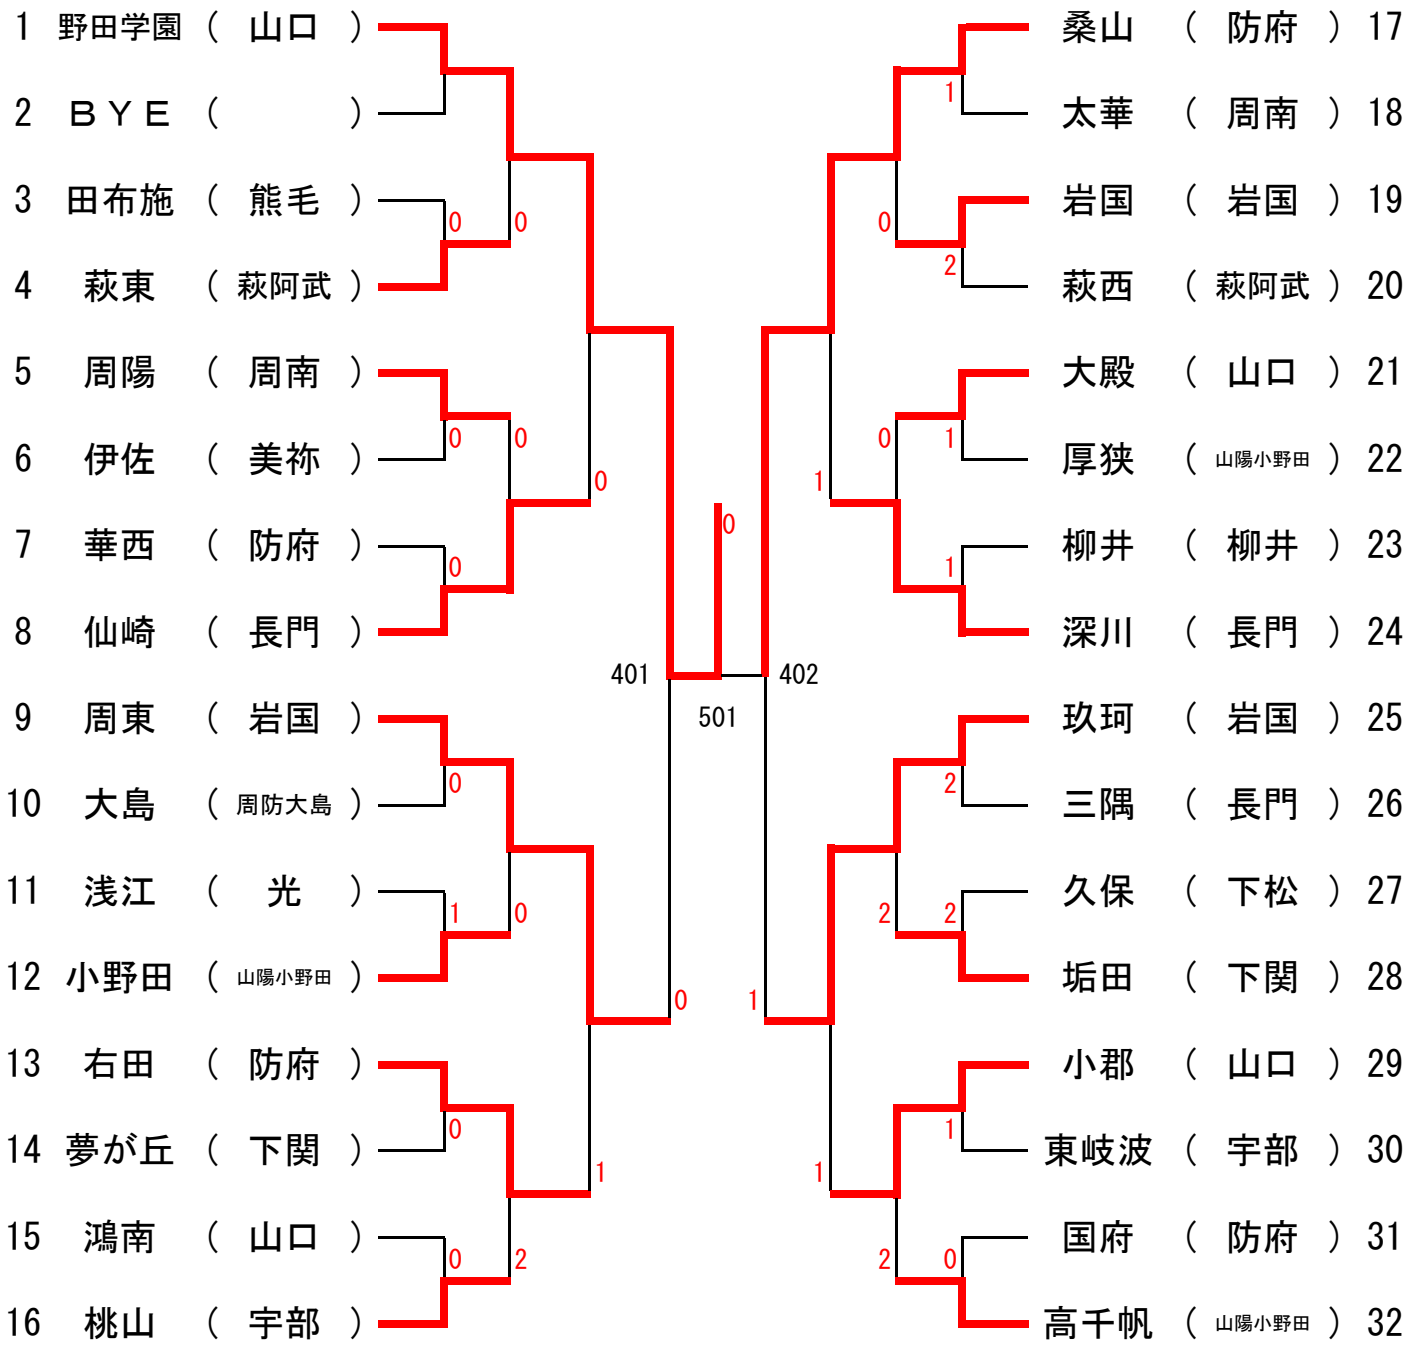 1 野田学園 ( 山口 )
2 ＢＹＥ ( )
3 田布施 ( 熊毛 )
0 0
4 萩東 ( 萩阿武 )
5 周陽 ( 周南 )
0 0
6 伊佐 ( 美祢 )
0
7 華西 ( 防府 )
0
8 仙崎 ( 長門 )
9 周東 ( 岩国 )
0
10 大島 ( 周防大島 )
11 浅江 ( 光 )
1 0
12 小野田 ( 山陽小野田 )
0
13 右田 ( 防府 )
0
14 夢が丘 ( 下関 )
1
15 鴻南 ( 山口 )
0 2
16 桃山 ( 宇部 )
0
401 402
501
桑山 ( 防府 ) 17
1
太華 ( 周南 ) 18
岩国 ( 岩国 ) 19
0
2
萩西 ( 萩阿武 ) 20
大殿 ( 山口 ) 21
0 1
厚狭 ( 山陽小野田 ) 22
1
柳井 ( 柳井 ) 23
1
深川 ( 長門 ) 24
玖珂 ( 岩国 ) 25
2
三隅 ( 長門 ) 26
久保 ( 下松 ) 27
2 2
垢田 ( 下関 ) 28
1
小郡 ( 山口 ) 29
1
東岐波 ( 宇部 ) 30
1
国府 ( 防府 ) 31
2 0
高千帆 ( 山陽小野田 ) 32